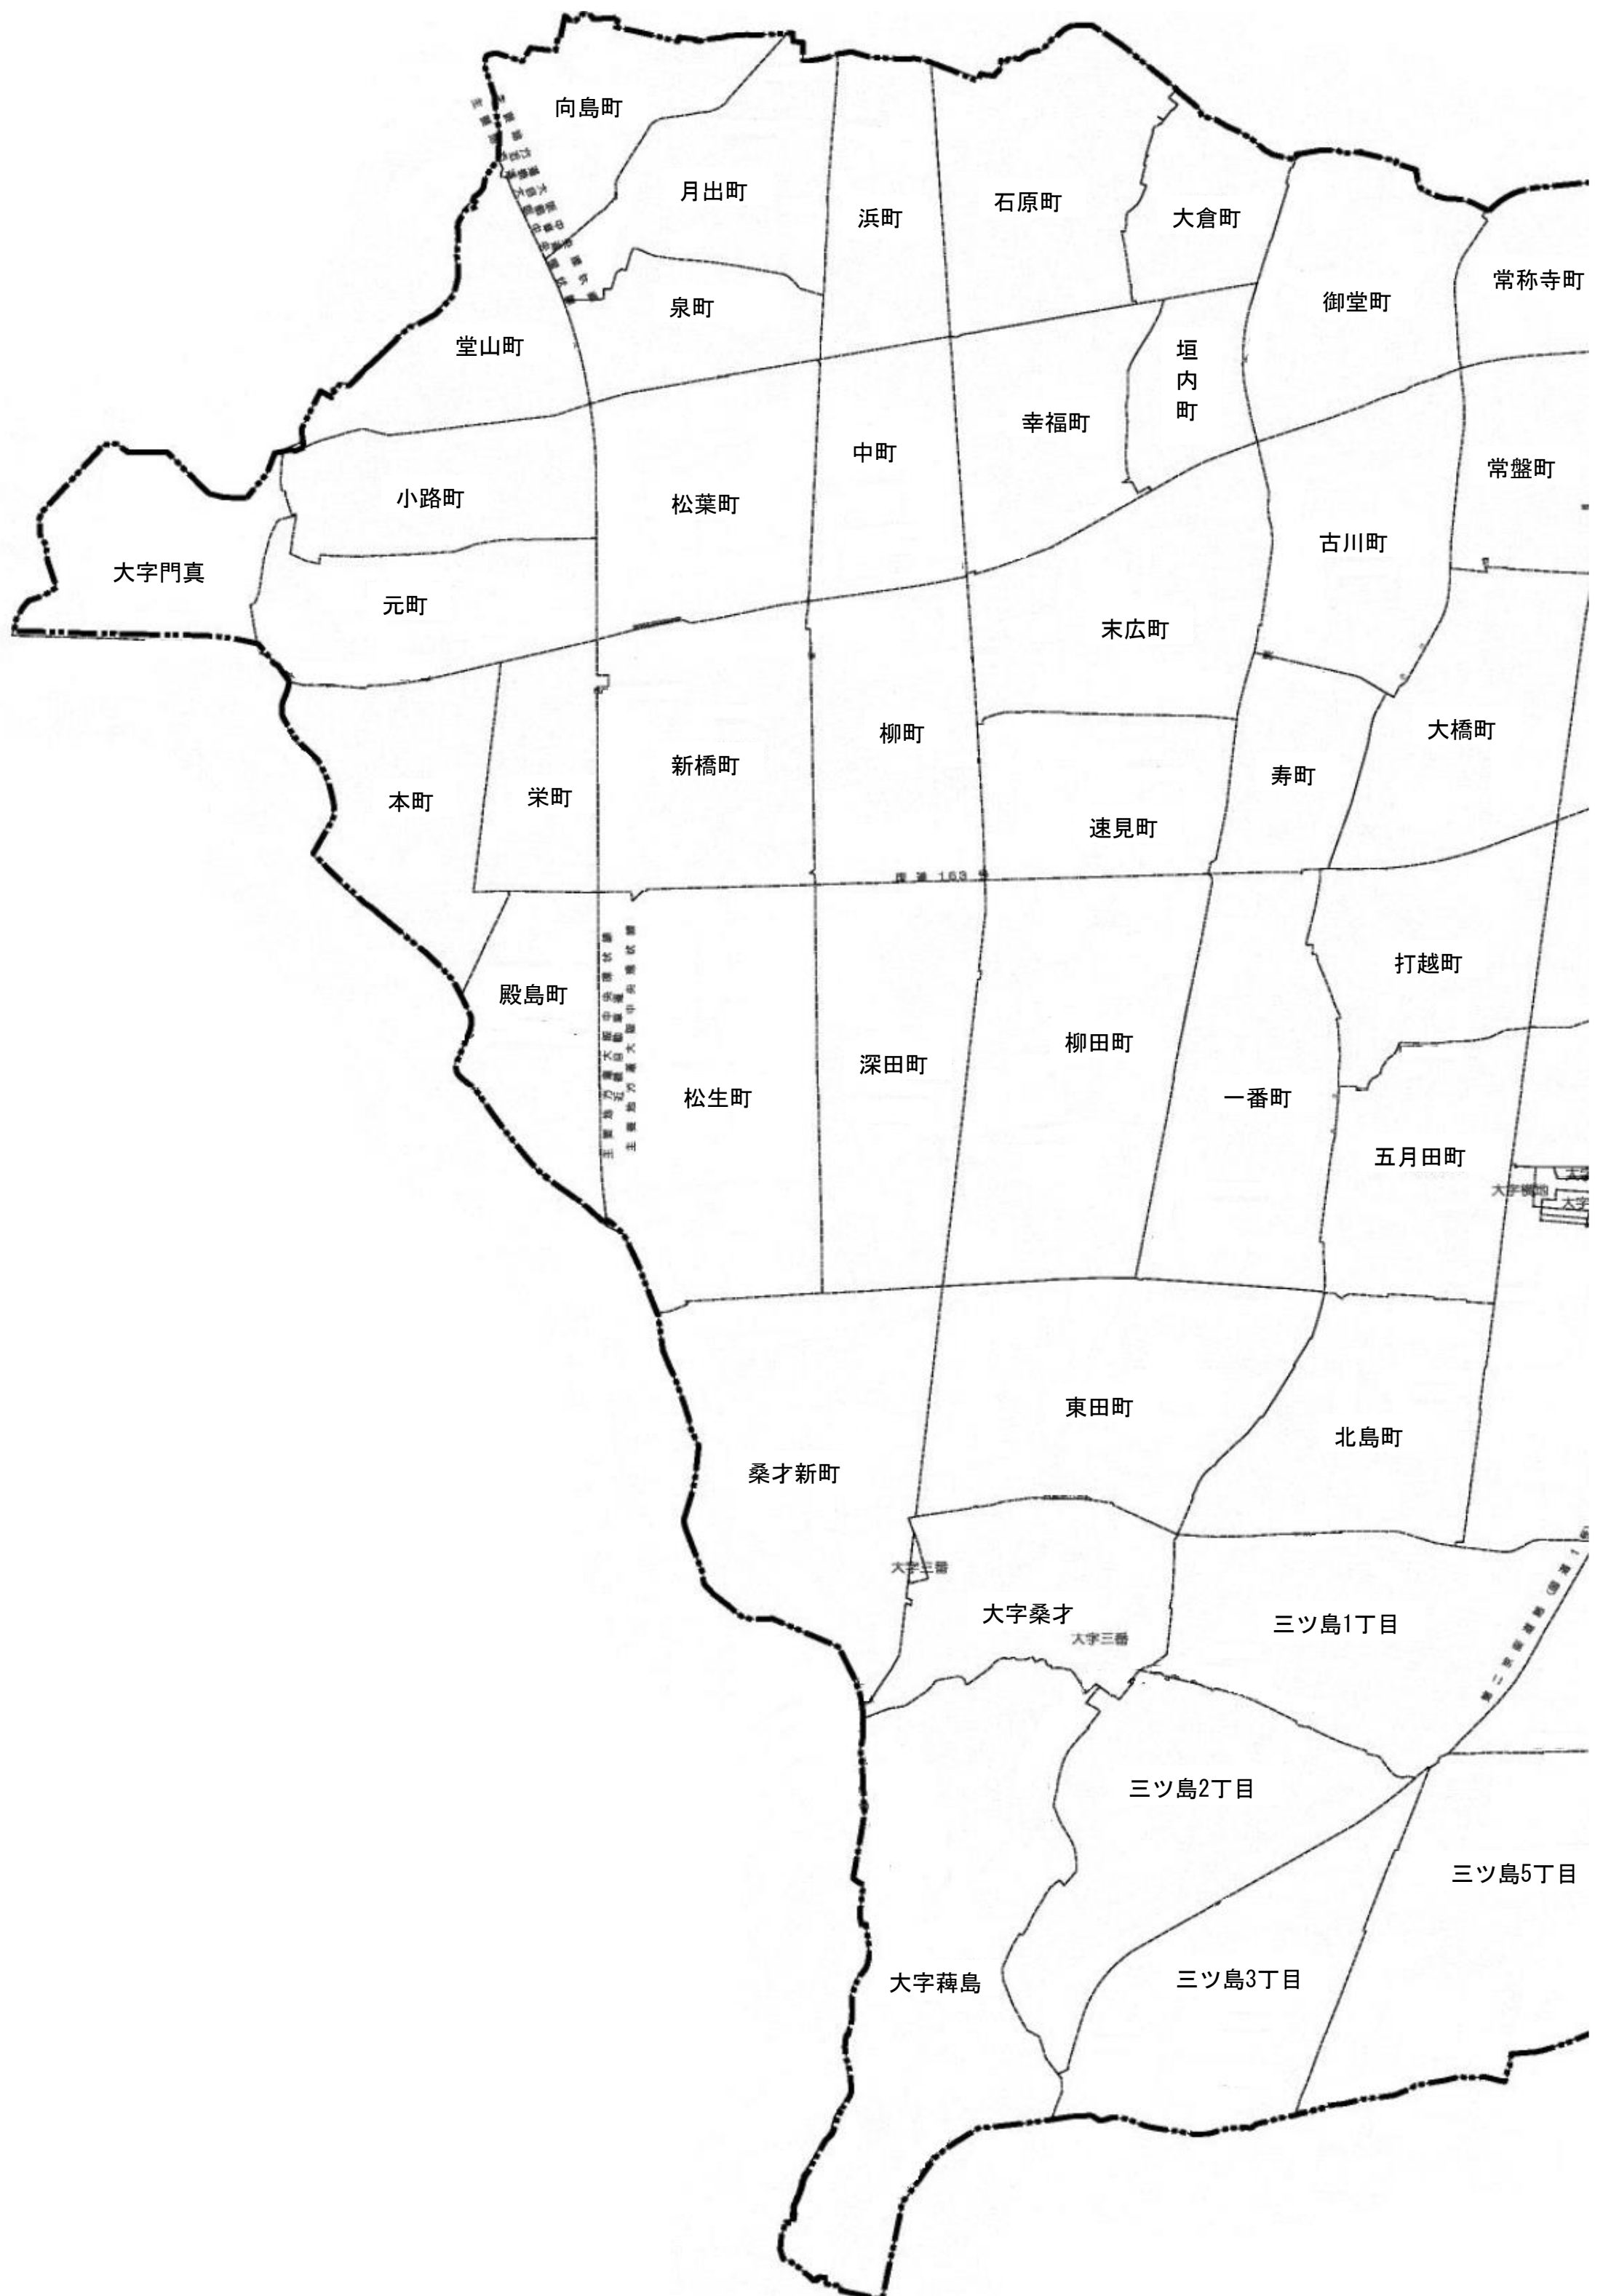 向島町
月出町
浜町
石原町
大倉町
御堂町
常称寺町
泉町
堂山町
垣
内
町
中町
幸福町
常盤町
小路町
松葉町
古川町
大字門真
元町
末広町
柳町
大橋町
新橋町
寿町
本町
栄町
速見町
国道 163 号
打越町
殿島町
柳田町
深田町
松生町
一番町
五月田町
大字横地
東田町
北島町
桑才新町
大字三番
大字桑才
大字三番
三ツ島1丁目
三ツ島2丁目
三ツ島5丁目
三ツ島3丁目
大字薭島